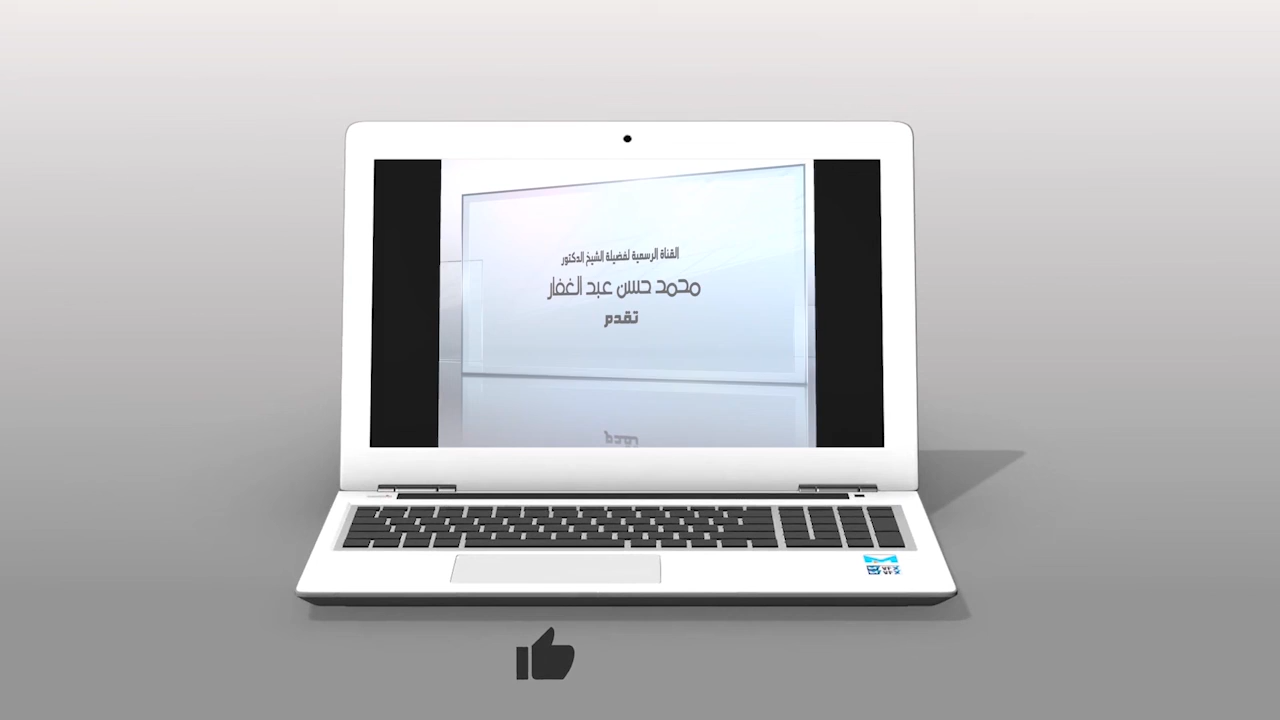 القناة الرسمية لفضيلة الشيخ الدكتور
محمد حسن عبد الغفار
تقدم